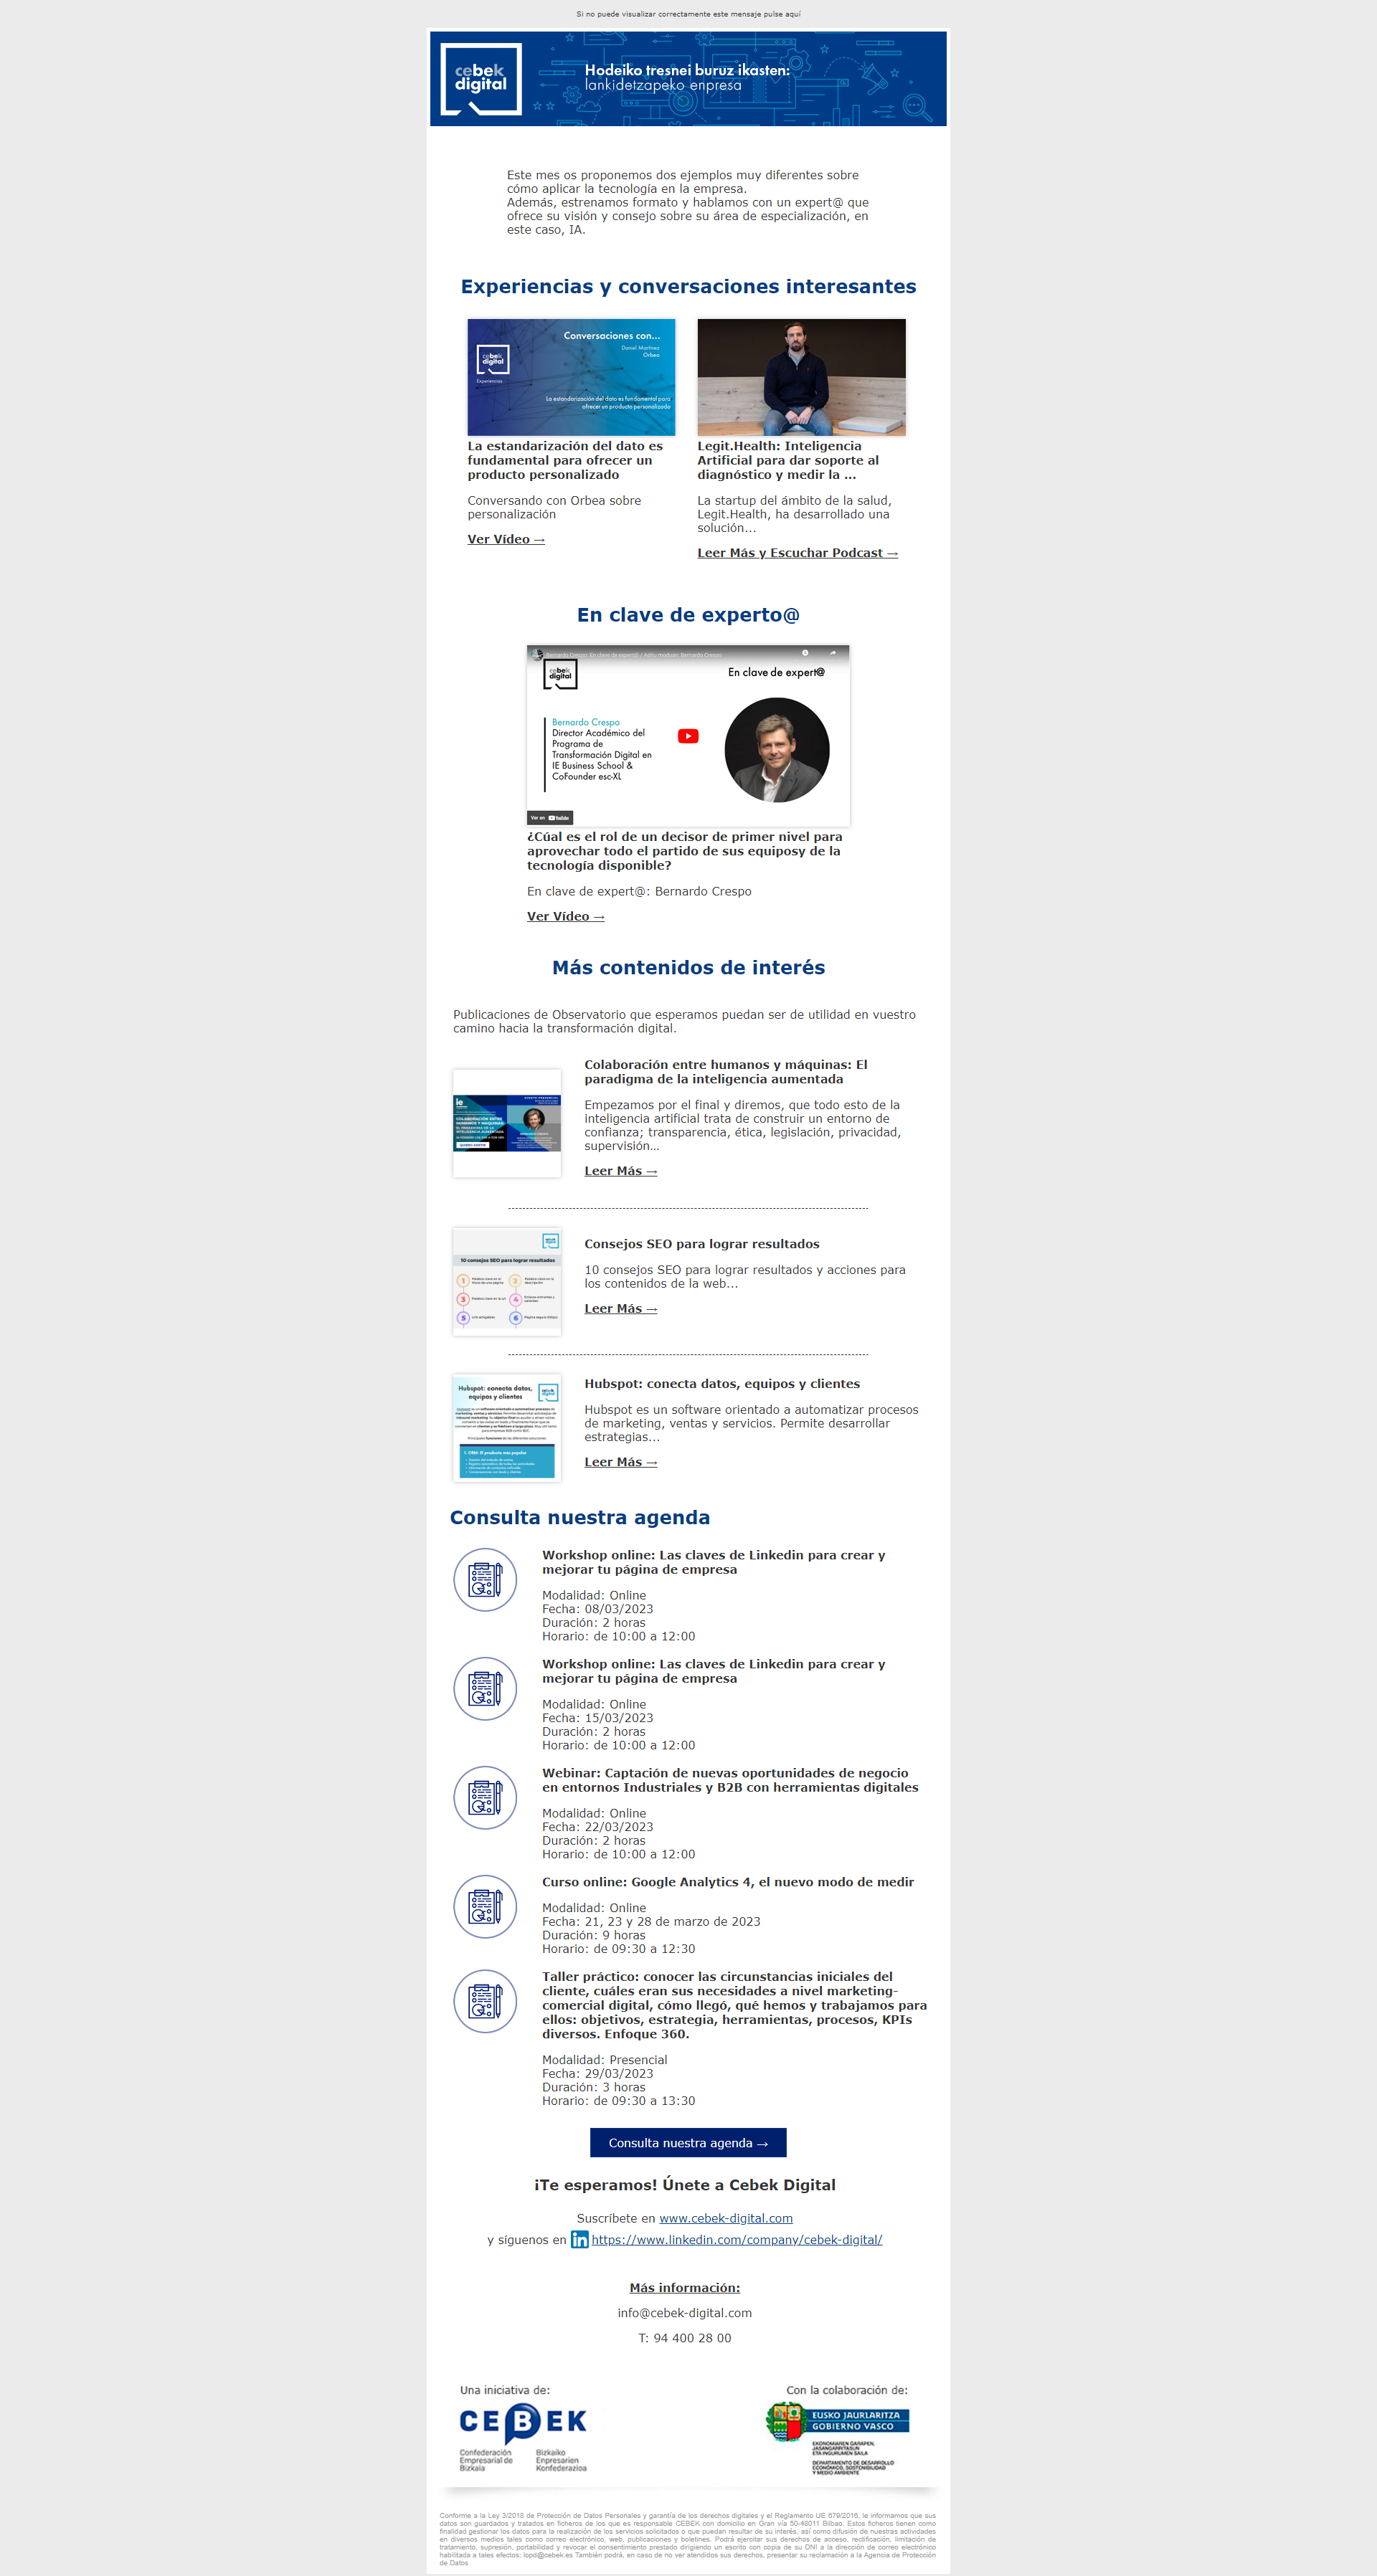 Si no puede visualizar correctamente este mensaje pulse aquí
cebek
digital
Hodeiko tresnei buruz ikasten:
lankidetzapeko enpresa
Este mes os proponemos dos ejemplos muy diferentes sobre
cómo aplicar la tecnología en la empresa.
Además, estrenamos formato y hablamos con un expert@ que
ofrece su visión y consejo sobre su área de especialización, en
este caso, IA.
Experiencias y conversaciones interesantes
Conversaciones con...
Daniel Martínez
Orbea
cebek
digital
Experiencias
La estandarización del dato es fundamental para
ofrecer un producto personalizado
La estandarización del dato es
fundamental para ofrecer un
producto personalizado
Conversando con Orbea sobre
personalización
Ver Vídeo →
Legit.Health: Inteligencia
Artificial para dar soporte al
diagnóstico y medir la ...
La startup del ámbito de la salud,
Legit.Health, ha desarrollado una
solución...
Leer Más y Escuchar Podcast →
En clave de experto@
Bernardo Crespo: En clave de expert@ / Aditu moduan: Bernardo Crespo
cebek
digital
En clave de expert@
Bernardo Crespo
Director Académico del
Programa de
Transformación Digital en
IE Business School &
CoFounder esc-XL
Ver en YouTube
¿Cúal es el rol de un decisor de primer nivel para
aprovechar todo el partido de sus equiposy de la
tecnología disponible?
En clave de expert@: Bernardo Crespo
Ver Vídeo →
Más contenidos de interés
Publicaciones de Observatorio que esperamos puedan ser de utilidad en vuestro
camino hacia la transformación digital.
ie
COLABORACIÓN ENTRE
HUMANOS Y MÁQUINAS:
EL PARADIGMA DE LA
INTELIGENCIA AUMENTADA
Colaboración entre humanos y máquinas: El
paradigma de la inteligencia aumentada
Empezamos por el final y diremos, que todo esto de la
inteligencia artificial trata de construir un entorno de
confianza; transparencia, ética, legislación, privacidad,
supervisión...
Leer Más →
10 consejos SEO para lograr resultados
1
2
3
4
5
6
Consejos SEO para lograr resultados
10 consejos SEO para lograr resultados y acciones para
los contenidos de la web...
Leer Más →
Hubspot: conecta datos,
equipos y clientes
Hubspot: conecta datos, equipos y clientes
Hubspot es un software orientado a automatizar procesos
de marketing, ventas y servicios. Permite desarrollar
estrategias...
Leer Más →
Consulta nuestra agenda
Workshop online: Las claves de Linkedin para crear y
mejorar tu página de empresa
Modalidad: Online
Fecha: 08/03/2023
Duración: 2 horas
Horario: de 10:00 a 12:00
Workshop online: Las claves de Linkedin para crear y
mejorar tu página de empresa
Modalidad: Online
Fecha: 15/03/2023
Duración: 2 horas
Horario: de 10:00 a 12:00
Webinar: Captación de nuevas oportunidades de negocio
en entornos Industriales y B2B con herramientas digitales
Modalidad: Online
Fecha: 22/03/2023
Duración: 2 horas
Horario: de 10:00 a 12:00
Curso online: Google Analytics 4, el nuevo modo de medir
Modalidad: Online
Fecha: 21, 23 y 28 de marzo de 2023
Duración: 9 horas
Horario: de 09:30 a 12:30
Taller práctico: conocer las circunstancias iniciales del
cliente, cuáles eran sus necesidades a nivel marketing-
comercial digital, cómo llegó, qué hemos y trabajamos para
ellos: objetivos, estrategia, herramientas, procesos, KPIs
diversos. Enfoque 360.
Modalidad: Presencial
Fecha: 29/03/2023
Duración: 3 horas
Horario: de 09:30 a 13:30
Consulta nuestra agenda →
¡Te esperamos! Únete a Cebek Digital
Suscríbete en www.cebek-digital.com
y síguenos en in https://www.linkedin.com/company/cebek-digital/
Más información:
info@cebek-digital.com
T: 94 400 28 00
Una iniciativa de:
CEBEK
Confederación
Empresarial de
Bizkaia
Bizkaiko
Enpresarien
Konfederazioa
Con la colaboración de:
EUSKO JAURLARITZA
GOBIERNO VASCO
EKONOMIAREN GARAPEN,
JASANGARRITASUN
ETA INGURUMEN SAILA
DEPARTAMENTO DE DESARROLLO
ECONÓMICO, SOSTENIBILIDAD
Y MEDIO AMBIENTE
Conforme a la Ley 3/2018 de Protección de Datos Personales y garantía de los derechos digitales y el Reglamento UE 679/2016, le informamos que sus
datos son guardados y tratados en ficheros de los que es responsable CEBEK con domicilio en Gran vía 50-48011 Bilbao. Estos ficheros tienen como
finalidad gestionar los datos para la realización de los servicios solicitados o que puedan resultar de su interés, así como difusión de nuestras actividades
en diversos medios tales como correo electrónico, web, publicaciones y boletines. Podrá ejercitar sus derechos de acceso, rectificación, limitación de
tratamiento, supresión, portabilidad y revocar el consentimiento prestado dirigiendo un escrito con copia de su DNI a la dirección de correo electrónico
habilitada a tales efectos: lopd@cebek.es También podrá, en caso de no ver atendidos sus derechos, presentar su reclamación a la Agencia de Protección
de Datos